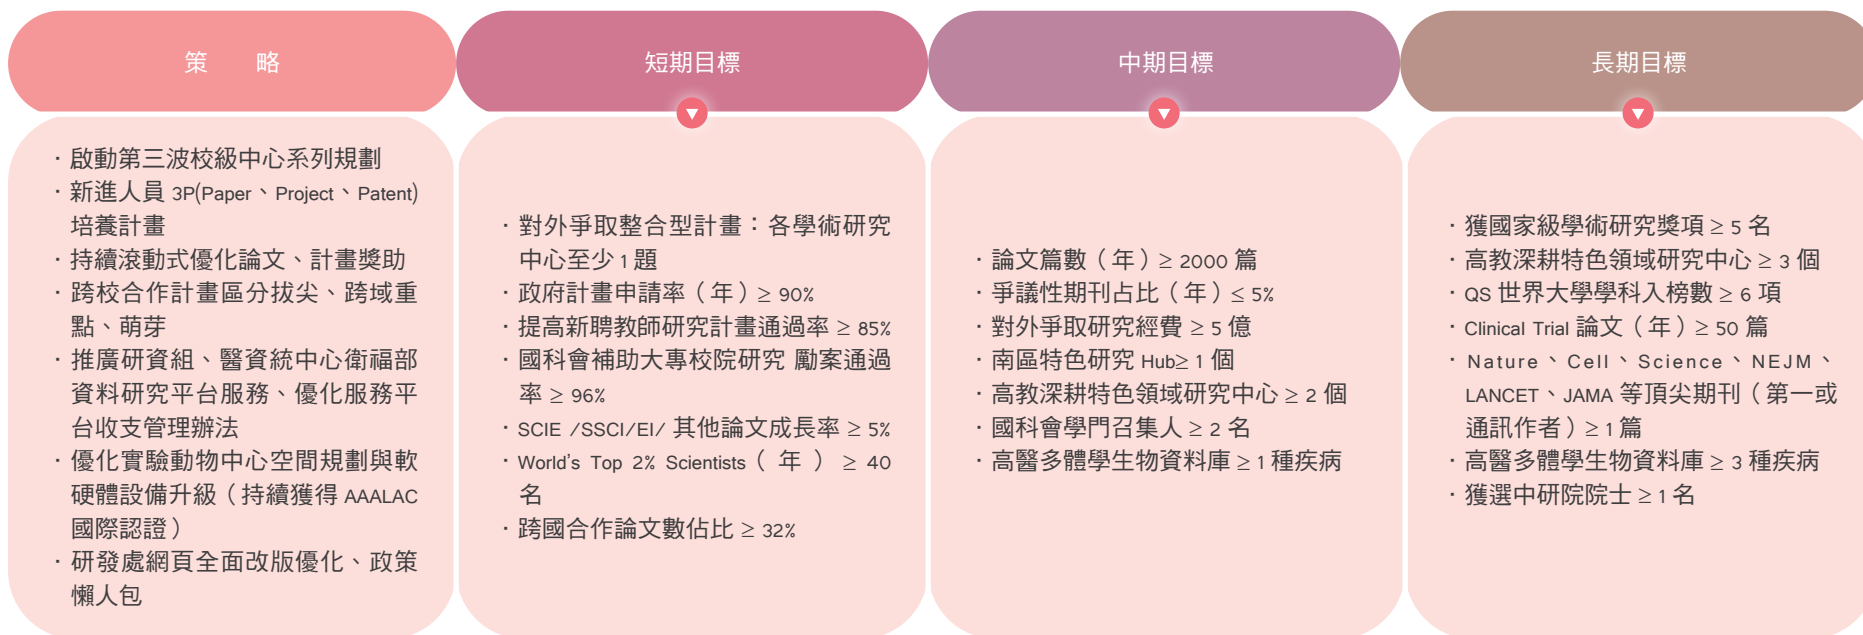 策　　略
・啟動第三波校級中心系列規劃
・新進人員 3P(Paper、Project、Patent)
培養計畫
・持續滾動式優化論文、計畫獎助
・跨校合作計畫區分拔尖、跨域重
點、萌芽
・推廣研資組、醫資統中心衛福部
資料研究平台服務、優化服務平
台收支管理辦法
・優化實驗動物中心空間規劃與軟
硬體設備升級（持續獲得 AAALAC
國際認證）
・研發處網頁全面改版優化、政策
懶人包
短期目標
・對外爭取整合型計畫：各學術研究
中心至少 1 題
・政府計畫申請率（年）≥ 90%
・提高新聘教師研究計畫通過率 ≥ 85%
・國科會補助大專校院研究 勵案通過
率 ≥ 96%
・SCIE /SSCI/EI/ 其他論文成長率 ≥ 5%
・World's Top 2% Scientists（ 年 ）≥ 40
名
・跨國合作論文數佔比 ≥ 32%
中期目標
・論文篇數（年）≥ 2000 篇
・爭議性期刊占比（年）≤ 5%
・對外爭取研究經費 ≥ 5 億
・南區特色研究 Hub≥ 1 個
・高教深耕特色領域研究中心 ≥ 2 個
・國科會學門召集人 ≥ 2 名
・高醫多體學生物資料庫 ≥ 1 種疾病
長期目標
・獲國家級學術研究獎項 ≥ 5 名
・高教深耕特色領域研究中心 ≥ 3 個
・QS 世界大學學科入榜數 ≥ 6 項
・Clinical Trial 論文（年）≥ 50 篇
・Nature、Cell、Science、NEJM、
LANCET、JAMA 等頂尖期刊（第一或
通訊作者）≥ 1 篇
・高醫多體學生物資料庫 ≥ 3 種疾病
・獲選中研院院士 ≥ 1 名